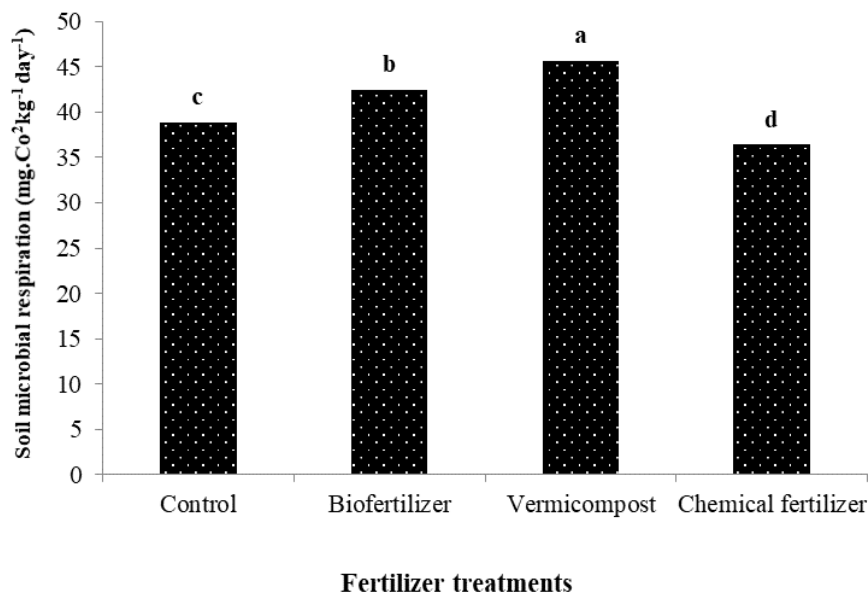 Soil microbial respiration (mg.Co²kg⁻¹ day⁻¹)
50
45
40
35
30
25
20
15
10
5
0
c
b
a
d
Control
Biofertilizer
Vermicompost
Chemical fertilizer
Fertilizer treatments